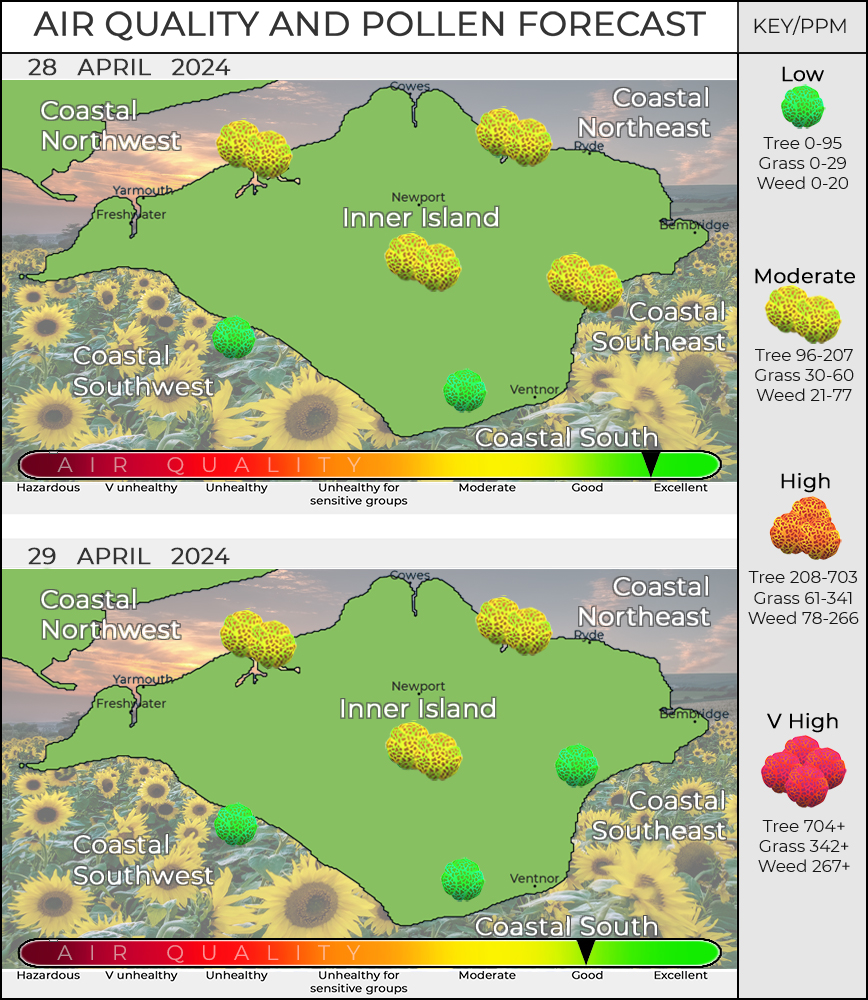 AIR QUALITY AND POLLEN FORECAST
KEY/PPM
28 APRIL 2024
Cowes
Coastal
Northwest
Coastal
Northeast
Ryde
Yarmouth
Freshwater
Newport
Inner Island
Bembridge
Coastal
Southeast
Coastal
Southwest
Ventnor
Coastal South
AIR QUALITY
Hazardous
V unhealthy
Unhealthy
Unhealthy for
sensitive groups
Moderate
Good
Excellent
29 APRIL 2024
Cowes
Coastal
Northwest
Coastal
Northeast
Ryde
Yarmouth
Freshwater
Newport
Inner Island
Bembridge
Coastal
Southeast
Coastal
Southwest
Ventnor
Coastal South
AIR QUALITY
Hazardous
V unhealthy
Unhealthy
Unhealthy for
sensitive groups
Moderate
Good
Excellent
Low
Tree 0-95
Grass 0-29
Weed 0-20
Moderate
Tree 96-207
Grass 30-60
Weed 21-77
High
Tree 208-703
Grass 61-341
Weed 78-266
V High
Tree 704+
Grass 342+
Weed 267+